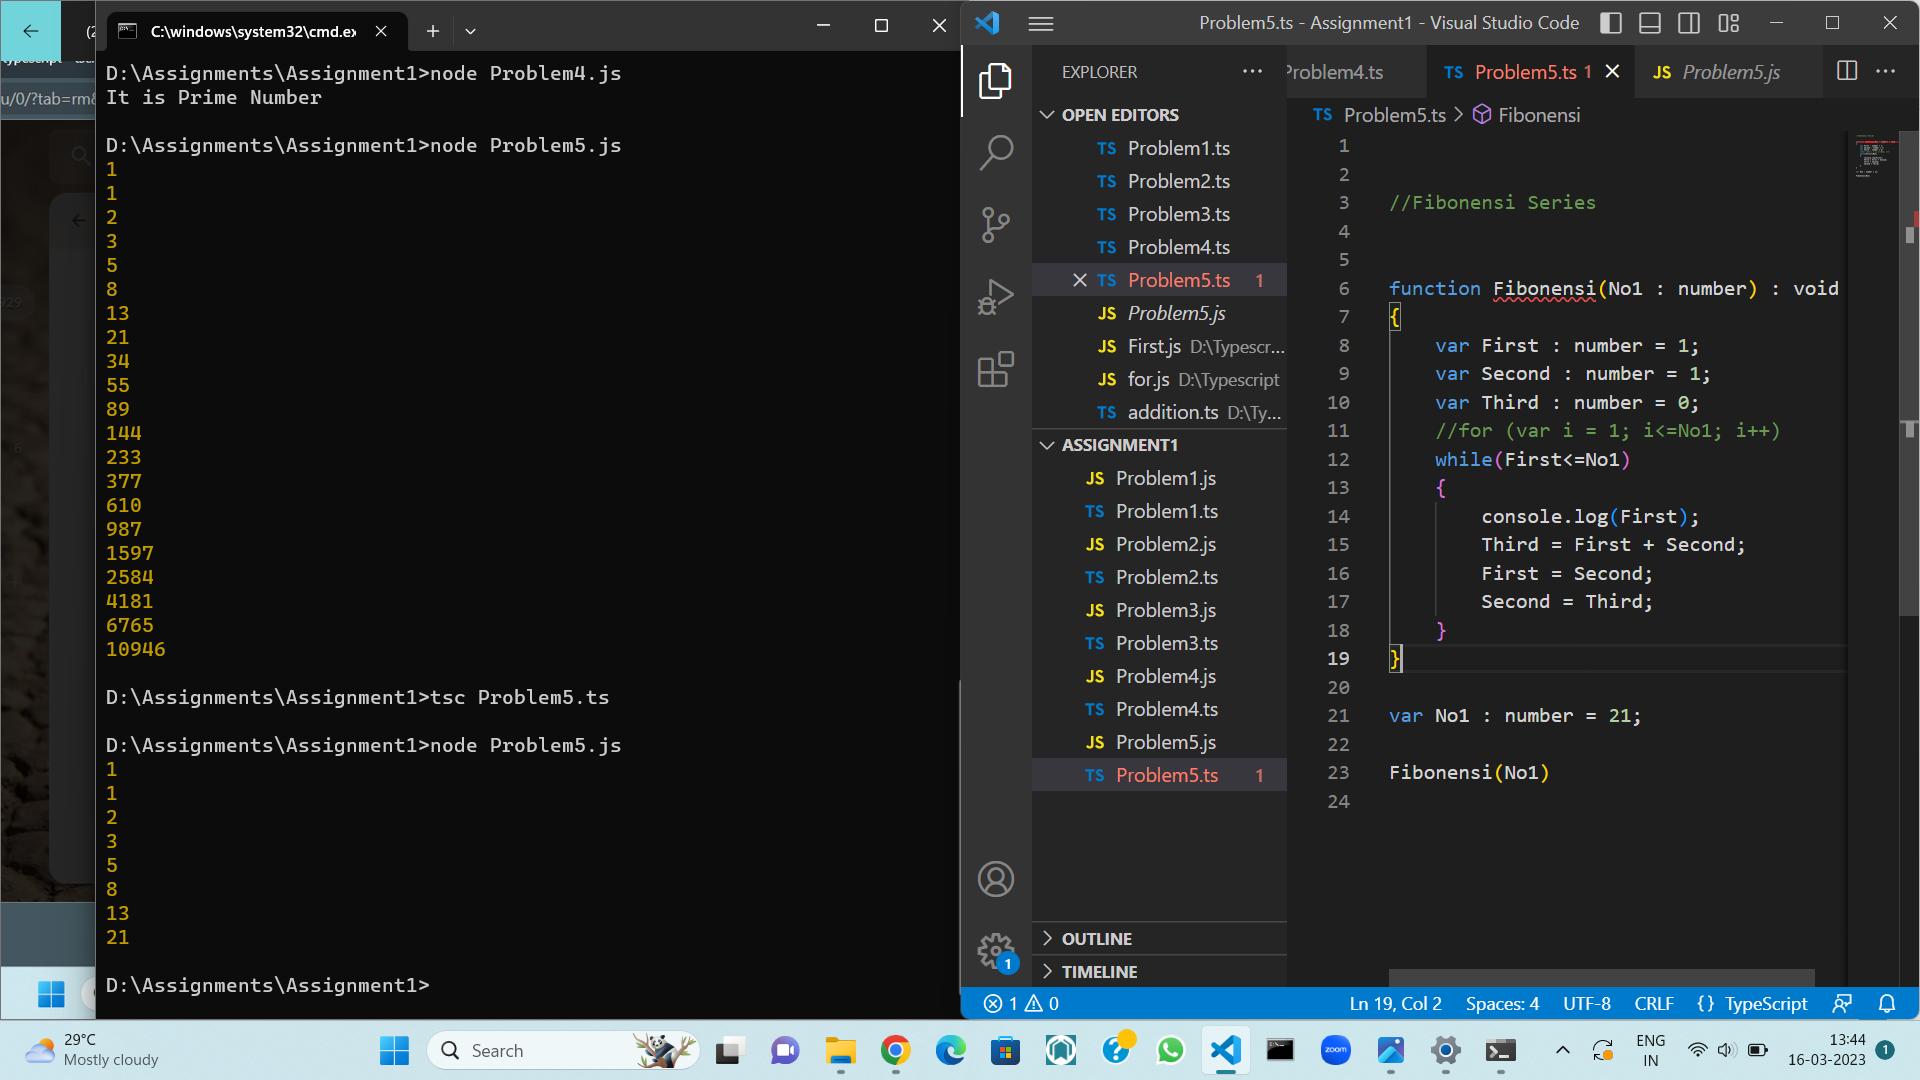 C:\windows\system32\cmd.ex
u/0/?tab=rm&
D:\Assignments\Assignment1>node Problem4.js
It is Prime Number
D:\Assignments\Assignment1>node Problem5.js
1
1
2
3
5
8
13
21
34
55
89
144
233
377
610
987
1597
2584
4181
6765
10946
D:\Assignments\Assignment1>tsc Problem5.ts
D:\Assignments\Assignment1>node Problem5.js
1
1
2
3
5
8
13
21
D:\Assignments\Assignment1>
Problem5.ts - Assignment1 - Visual Studio Code
EXPLORER
OPEN EDITORS
TS Problem1.ts
TS Problem2.ts
TS Problem3.ts
TS Problem4.ts
TS Problem5.ts 1
JS Problem5.js
JS First.js D:\Typescr...
JS for.js D:\Typescript
TS addition.ts D:\Ty...
ASSIGNMENT1
JS Problem1.js
TS Problem1.ts
JS Problem2.js
TS Problem2.ts
JS Problem3.js
TS Problem3.ts
JS Problem4.js
TS Problem4.ts
JS Problem5.js
TS Problem5.ts 1
OUTLINE
TIMELINE
1
Problem4.ts TS Problem5.ts 1 JS Problem5.js
TS Problem5.ts > Fibonensi
1
2
3 //Fibonensi Series
4
5
6 function Fibonensi(No1 : number) : void
7 {
8 var First : number = 1;
9 var Second : number = 1;
10 var Third : number = 0;
11 //for (var i = 1; i<=No1; i++)
12 while(First<=No1)
13 {
14 console.log(First);
15 Third = First + Second;
16 First = Second;
17 Second = Third;
18 }
19 }
20
21 var No1 : number = 21;
22
23 Fibonensi(No1)
24
1 0 Ln 19, Col 2 Spaces: 4 UTF-8 CRLF {} TypeScript
29°C
Mostly cloudy
Search
zoom
ENG
IN
13:44
16-03-2023
1